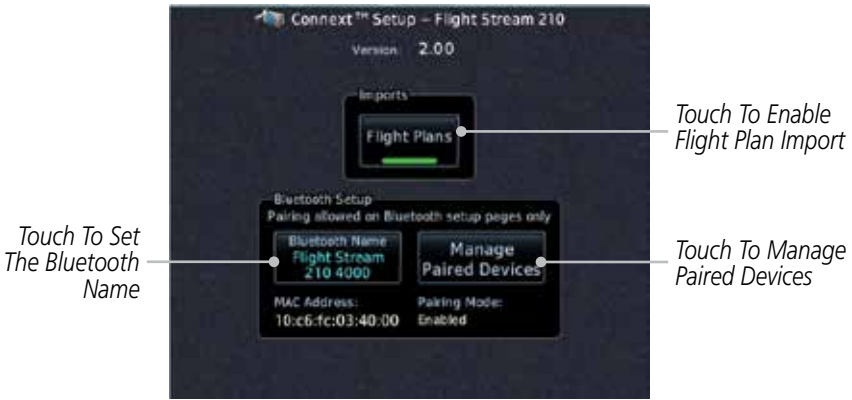 Connext™ Setup – Flight Stream 210
Version: 2.00
Imports
Flight Plans
Touch To Enable
Flight Plan Import
Bluetooth Setup
Pairing allowed on Bluetooth setup pages only
Touch To Set
The Bluetooth
Name
Bluetooth Name
Flight Stream
210 4000
Manage
Paired Devices
Touch To Manage
Paired Devices
MAC Address:
10:c6:fc:03:40:00
Pairing Mode:
Enabled